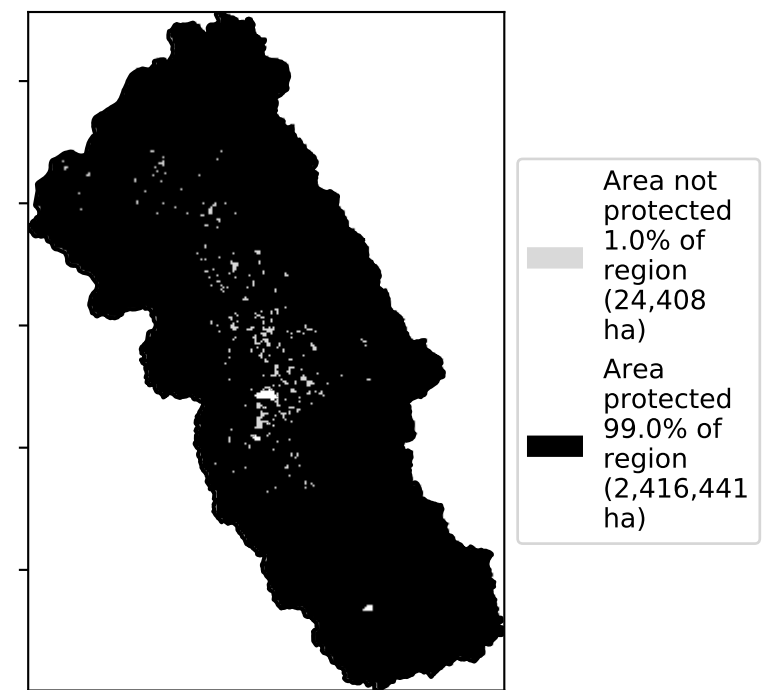 Area not
protected
1.0% of
region
(24,408
ha)
Area
protected
99.0% of
region
(2,416,441
ha)